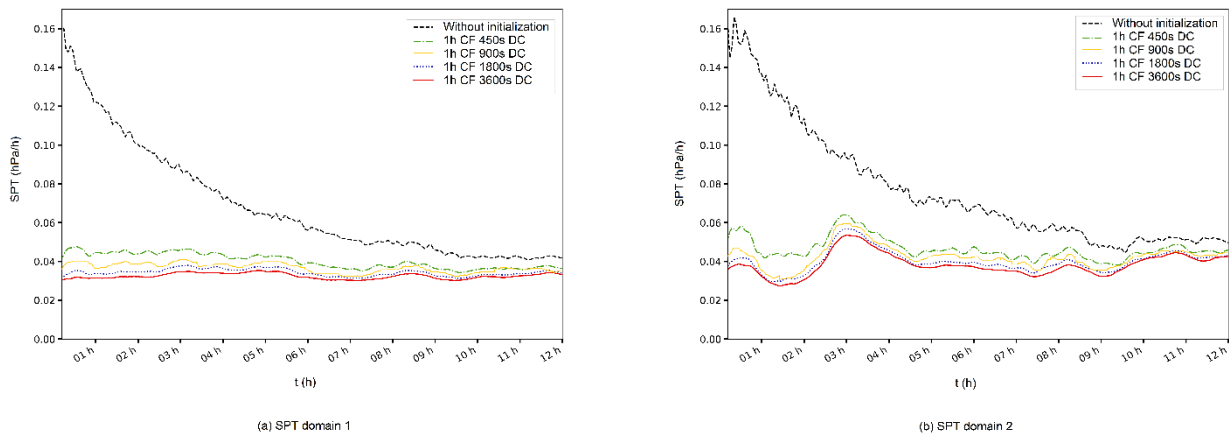 Without initialization
1h CF 450s DC
1h CF 900s DC
1h CF 1800s DC
1h CF 3600s DC
0.16
0.14
0.12
0.10
0.08
0.06
0.04
0.02
0.00
SPT (hPa/h)
01 h
02 h
03 h
04 h
05 h
06 h
07 h
08 h
09 h
10 h
11 h
12 h
t (h)
(a) SPT domain 1
Without initialization
1h CF 450s DC
1h CF 900s DC
1h CF 1800s DC
1h CF 3600s DC
0.16
0.14
0.12
0.10
0.08
0.06
0.04
0.02
0.00
SPT (hPa/h)
01 h
02 h
03 h
04 h
05 h
06 h
07 h
08 h
09 h
10 h
11 h
12 h
t (h)
(b) SPT domain 2